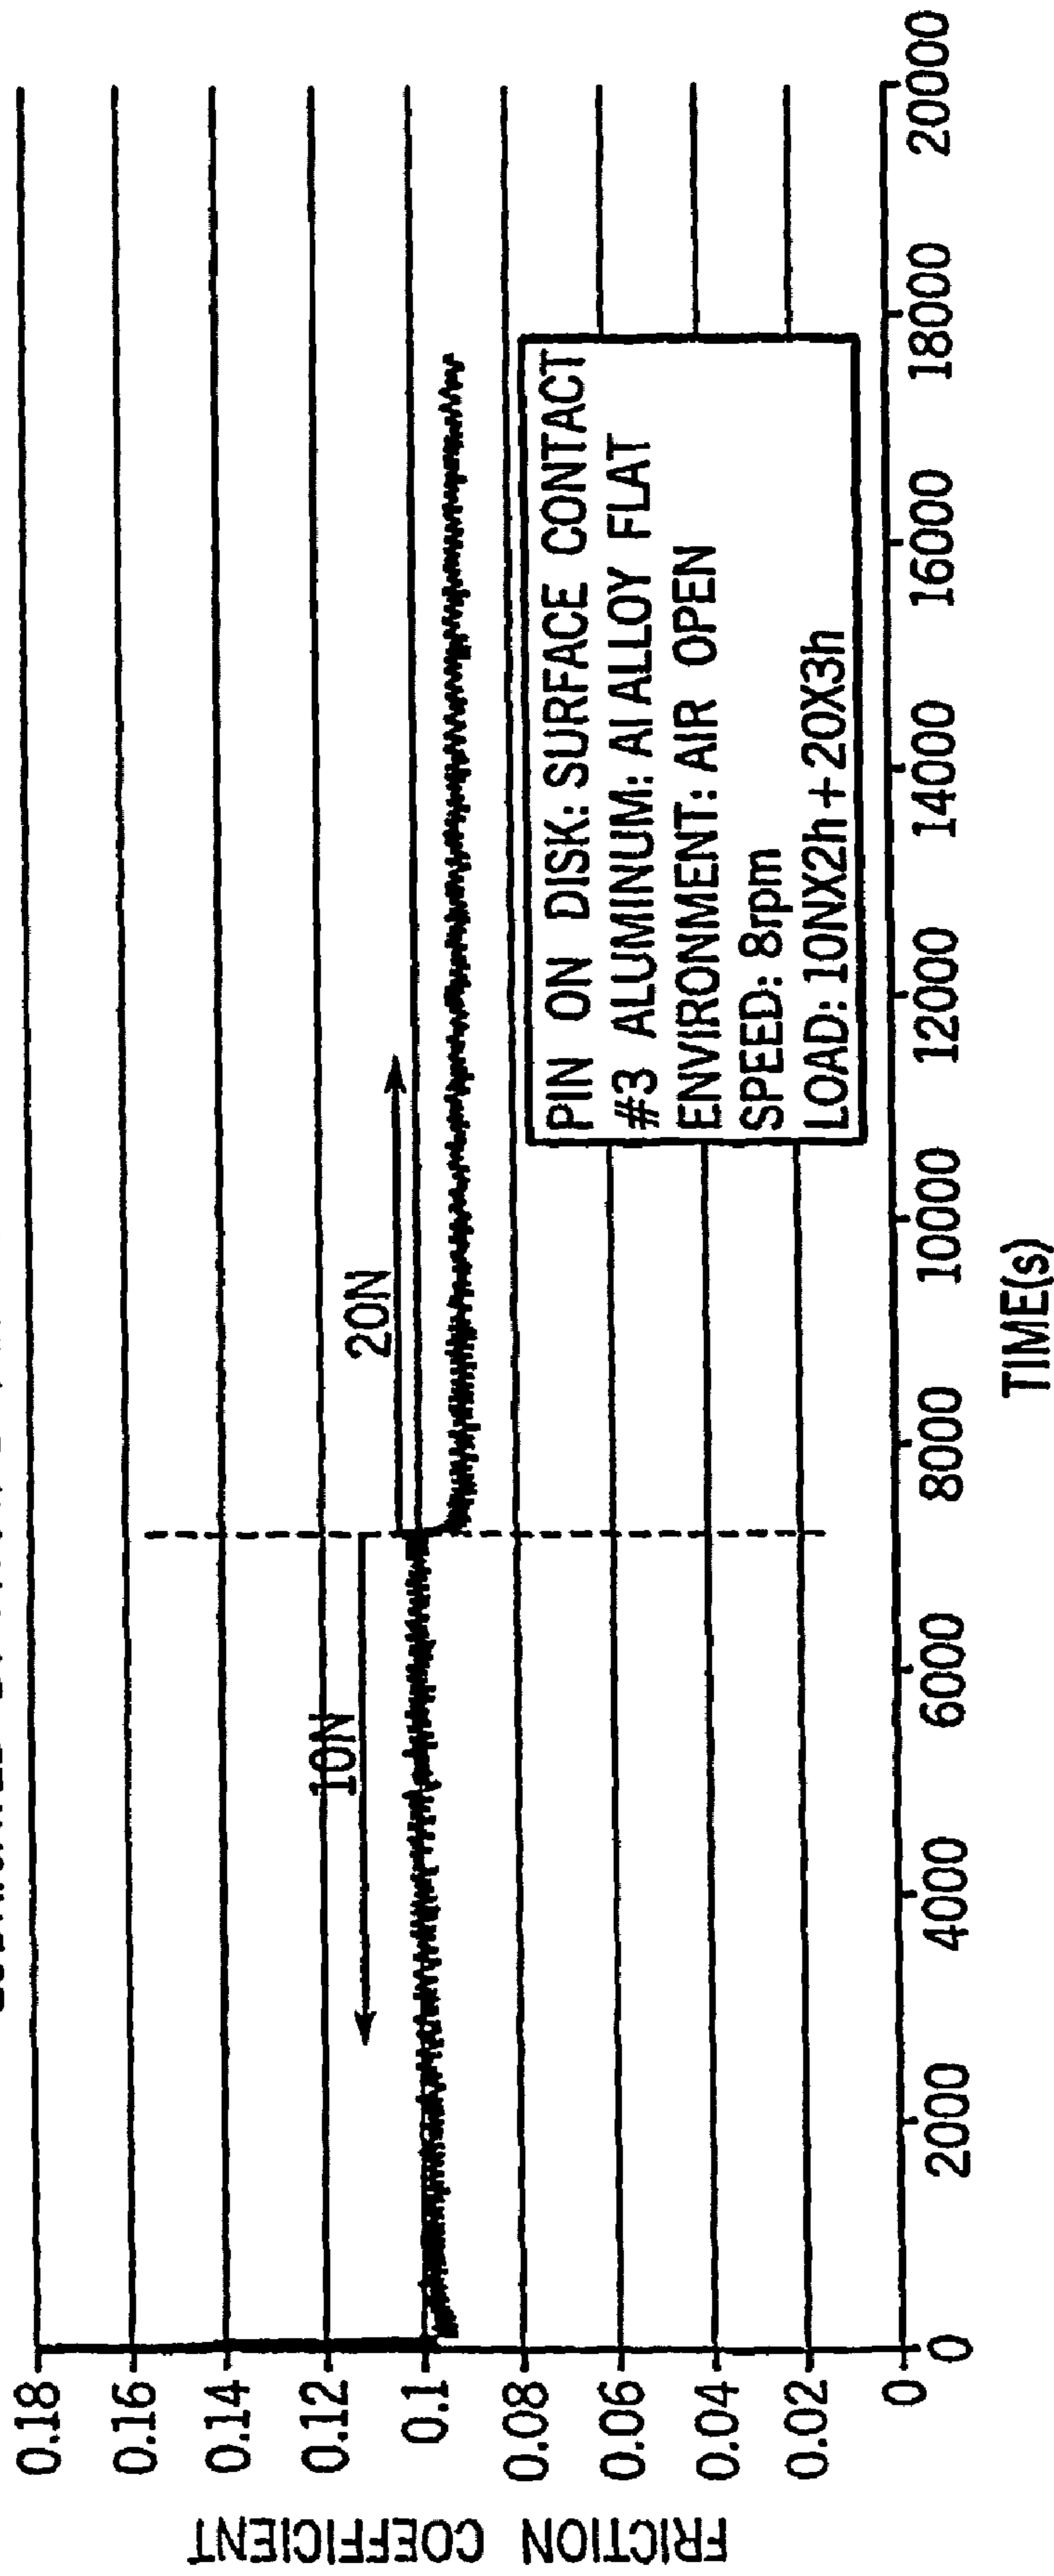 FRICTION COEFFICIENT
0.18
0.16
0.14
0.12
0.1
0.08
0.06
0.04
0.02
0
10N
20N
PIN ON DISK: SURFACE CONTACT
#3 ALUMINUM: Al ALLOY FLAT
ENVIRONMENT: AIR OPEN
SPEED: 8rpm
LOAD: 10NX2h+20X3h
0 2000 4000 6000 8000 10000 12000 14000 16000 18000 20000
TIME(s)